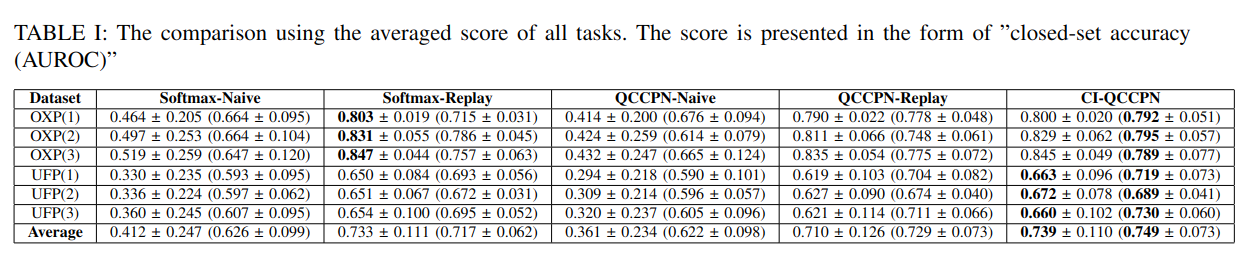 TABLE I: The comparison using the averaged score of all tasks. The score is presented in the form of ”closed-set accuracy
(AUROC)”
Dataset Softmax-Naive Softmax-Replay QCCPN-Naive QCCPN-Replay CI-QCCPN
OXP(1) 0.464 ± 0.205 (0.664 ± 0.095) 0.803 ± 0.019 (0.715 ± 0.031) 0.414 ± 0.200 (0.676 ± 0.094) 0.790 ± 0.022 (0.778 ± 0.048) 0.800 ± 0.020 (0.792 ± 0.051)
OXP(2) 0.497 ± 0.253 (0.664 ± 0.104) 0.831 ± 0.055 (0.786 ± 0.045) 0.424 ± 0.259 (0.614 ± 0.079) 0.811 ± 0.066 (0.748 ± 0.061) 0.829 ± 0.062 (0.795 ± 0.057)
OXP(3) 0.519 ± 0.259 (0.647 ± 0.120) 0.847 ± 0.044 (0.757 ± 0.063) 0.432 ± 0.247 (0.665 ± 0.124) 0.835 ± 0.054 (0.775 ± 0.072) 0.845 ± 0.049 (0.789 ± 0.077)
UFP(1) 0.330 ± 0.235 (0.593 ± 0.095) 0.650 ± 0.084 (0.693 ± 0.056) 0.294 ± 0.218 (0.590 ± 0.101) 0.619 ± 0.103 (0.704 ± 0.082) 0.663 ± 0.096 (0.719 ± 0.073)
UFP(2) 0.336 ± 0.224 (0.597 ± 0.062) 0.651 ± 0.067 (0.672 ± 0.031) 0.309 ± 0.214 (0.596 ± 0.057) 0.627 ± 0.090 (0.674 ± 0.040) 0.672 ± 0.078 (0.689 ± 0.041)
UFP(3) 0.360 ± 0.245 (0.607 ± 0.095) 0.654 ± 0.100 (0.695 ± 0.052) 0.320 ± 0.237 (0.605 ± 0.096) 0.621 ± 0.114 (0.711 ± 0.066) 0.660 ± 0.102 (0.730 ± 0.060)
Average 0.412 ± 0.247 (0.626 ± 0.099) 0.733 ± 0.111 (0.717 ± 0.062) 0.361 ± 0.234 (0.622 ± 0.098) 0.710 ± 0.126 (0.729 ± 0.073) 0.739 ± 0.110 (0.749 ± 0.073)